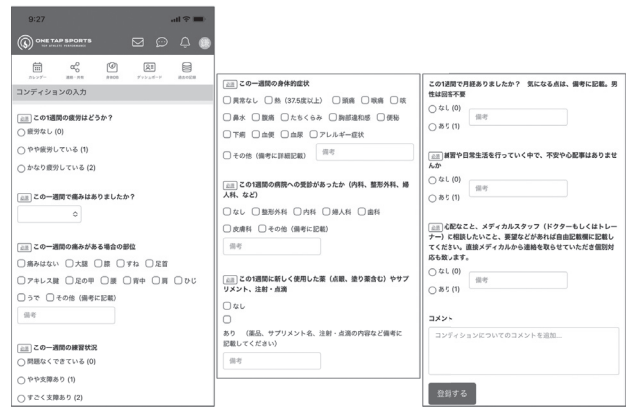 9:27
ONE TAP SPORTS
カレンダー 連絡・共有 食事記録 ダッシュボード 過去の記録
コンディションの入力
必須 この1週間の疲労はどうか?
疲労なし (0)
やや疲労している (1)
かなり疲労している (2)
必須 この一週間で痛みはありましたか?
必須 この一週間の痛みがある場合の部位
痛みはない 大腿 膝 すね 足首
アキレス腱 足の甲 腰 背中 肩 ひじ
うで その他(備考に記載)
備考
必須 この一週間の練習状況
問題なくできている (0)
やや支障あり (1)
すごく支障あり (2)
必須 この一週間の身体的症状
異常なし 熱(37.5度以上) 頭痛 喉痛 咳
鼻水 腹痛 たちくらみ 胸部違和感 便秘
下痢 血便 血尿 アレルギー症状
その他(備考に詳細記載) 備考
必須 この1週間の病院への受診があったか(内科、整形外科、婦
人科、など)
なし 整形外科 内科 婦人科 歯科
皮膚科 その他(備考に記載)
備考
必須 この1週間に新しく使用した薬(点眼、塗り薬含む)やサプ
リメント、注射・点滴
なし
あり (薬品、サプリメント名、注射・点滴の内容など備考に
記載してください)
備考
この1週間で月経ありましたか? 気になる点は、備考に記載。男
性は回答不要
なし (0)
あり (1)
備考
必須 練習や日常生活を行っていく中で、不安や心配事はありませ
んか
なし (0)
あり (1)
備考
必須 心配なこと、メディカルスタッフ(ドクターもしくはトレー
ナー)に相談したいこと、要望などがあれば自由記載欄に記載し
てください。直接メディカルから連絡を取らせていただき個別対
応も致します。
なし (0)
あり (1)
備考
コメント
コンディションについてのコメントを追加...
登録する